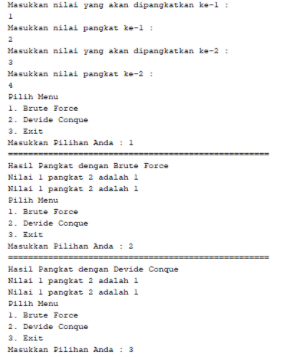 Masukkan nilai yang akan dipangkatkan ke-1 :
1
Masukkan nilai pangkat ke-1 :
2
Masukkan nilai yang akan dipangkatkan ke-2 :
3
Masukkan nilai pangkat ke-2 :
4
Pilih Menu
1. Brute Force
2. Devide Conque
3. Exit
Masukkan Pilihan Anda : 1
==================================================
Hasil Pangkat dengan Brute Force
Nilai 1 pangkat 2 adalah 1
Nilai 1 pangkat 2 adalah 1
Pilih Menu
1. Brute Force
2. Devide Conque
3. Exit
Masukkan Pilihan Anda : 2
==================================================
Hasil Pangkat dengan Devide Conque
Nilai 1 pangkat 2 adalah 1
Nilai 1 pangkat 2 adalah 1
Pilih Menu
1. Brute Force
2. Devide Conque
3. Exit
Masukkan Pilihan Anda : 3